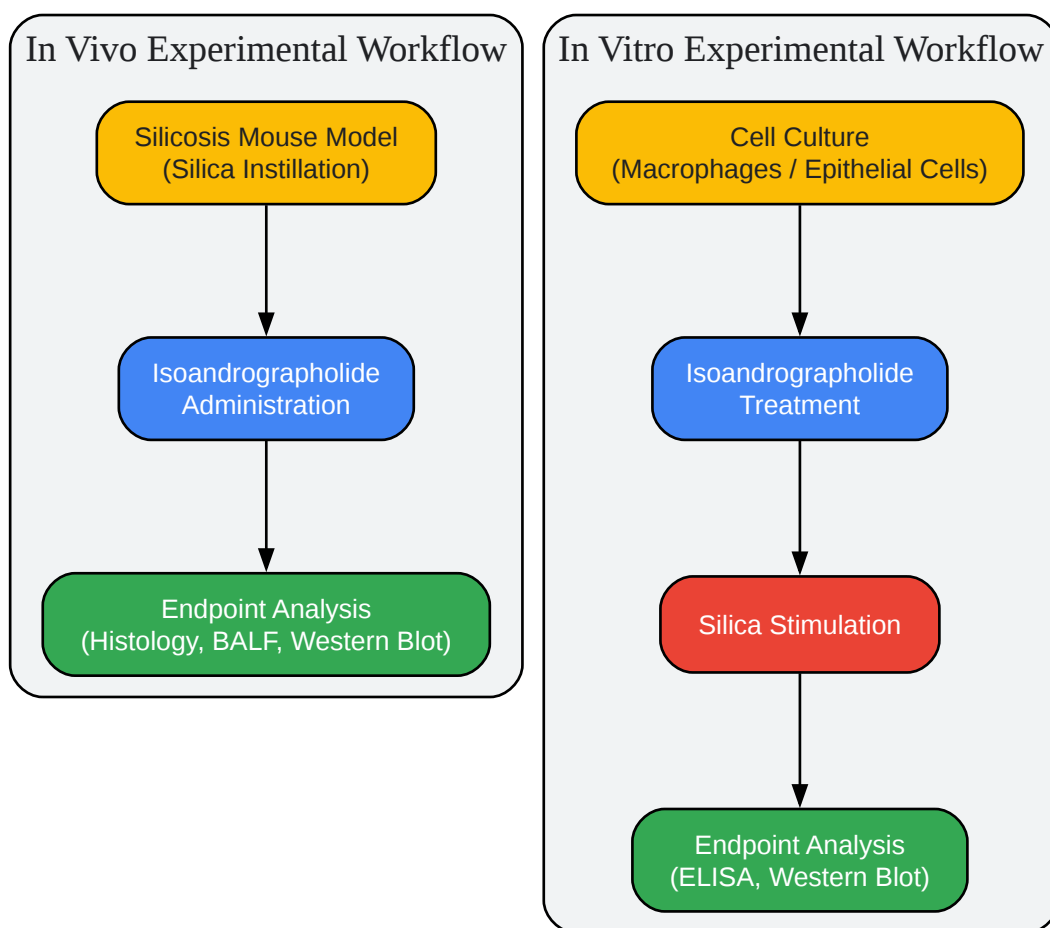 In Vivo Experimental Workflow
Silicosis Mouse Model
(Silica Instillation)
Isoandrographolide
Administration
Endpoint Analysis
(Histology, BALF, Western Blot)
In Vitro Experimental Workflow
Cell Culture
(Macrophages / Epithelial Cells)
Isoandrographolide
Treatment
Silica Stimulation
Endpoint Analysis
(ELISA, Western Blot)